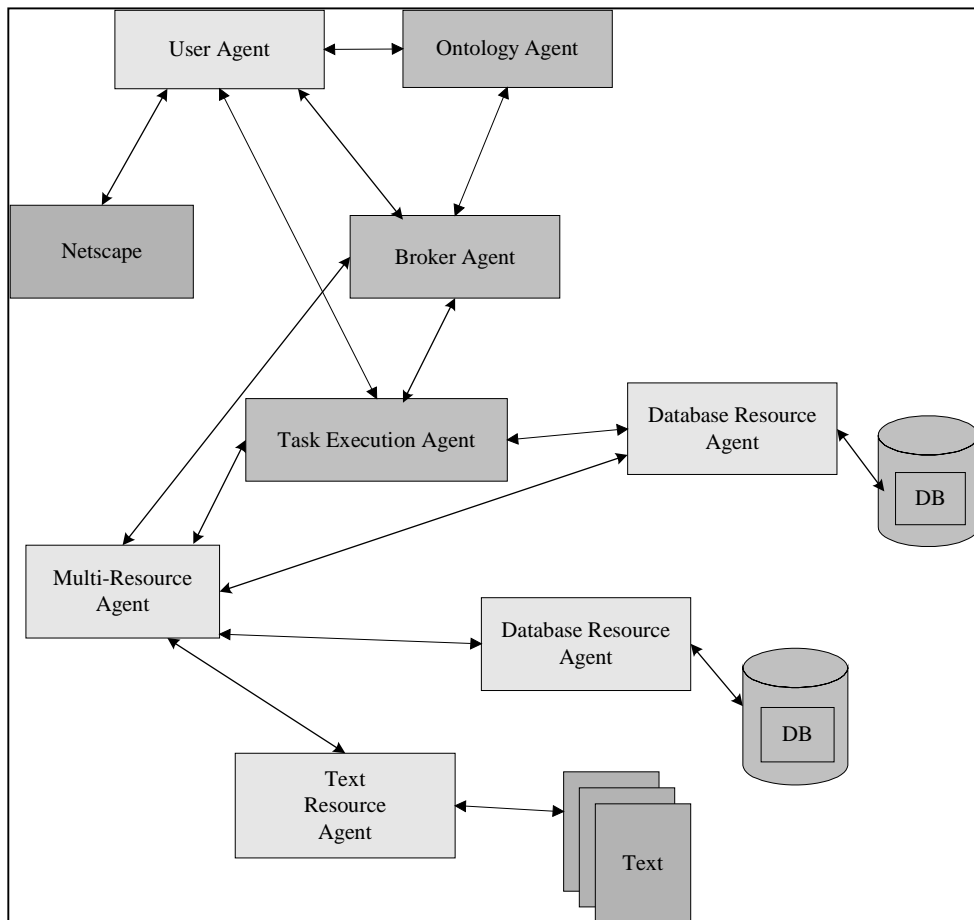 User Agent
Ontology Agent
Netscape
Broker Agent
Task Execution Agent
Database Resource
Agent
DB
Multi-Resource
Agent
Database Resource
Agent
DB
Text
Resource
Agent
Text